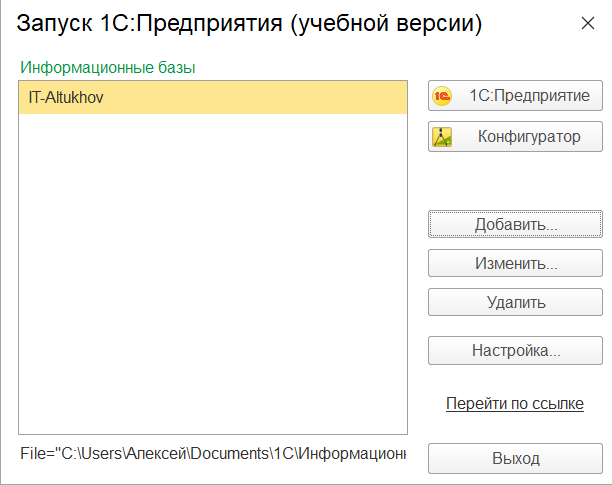 Запуск 1С:Предприятия (учебной версии)
Информационные базы
IT-Altukhov
1С:Предприятие
Конфигуратор
Добавить...
Изменить...
Удалить
Настройка...
Перейти по ссылке
File="C:\Users\Алексей\Documents\1С\Информационн
Выход